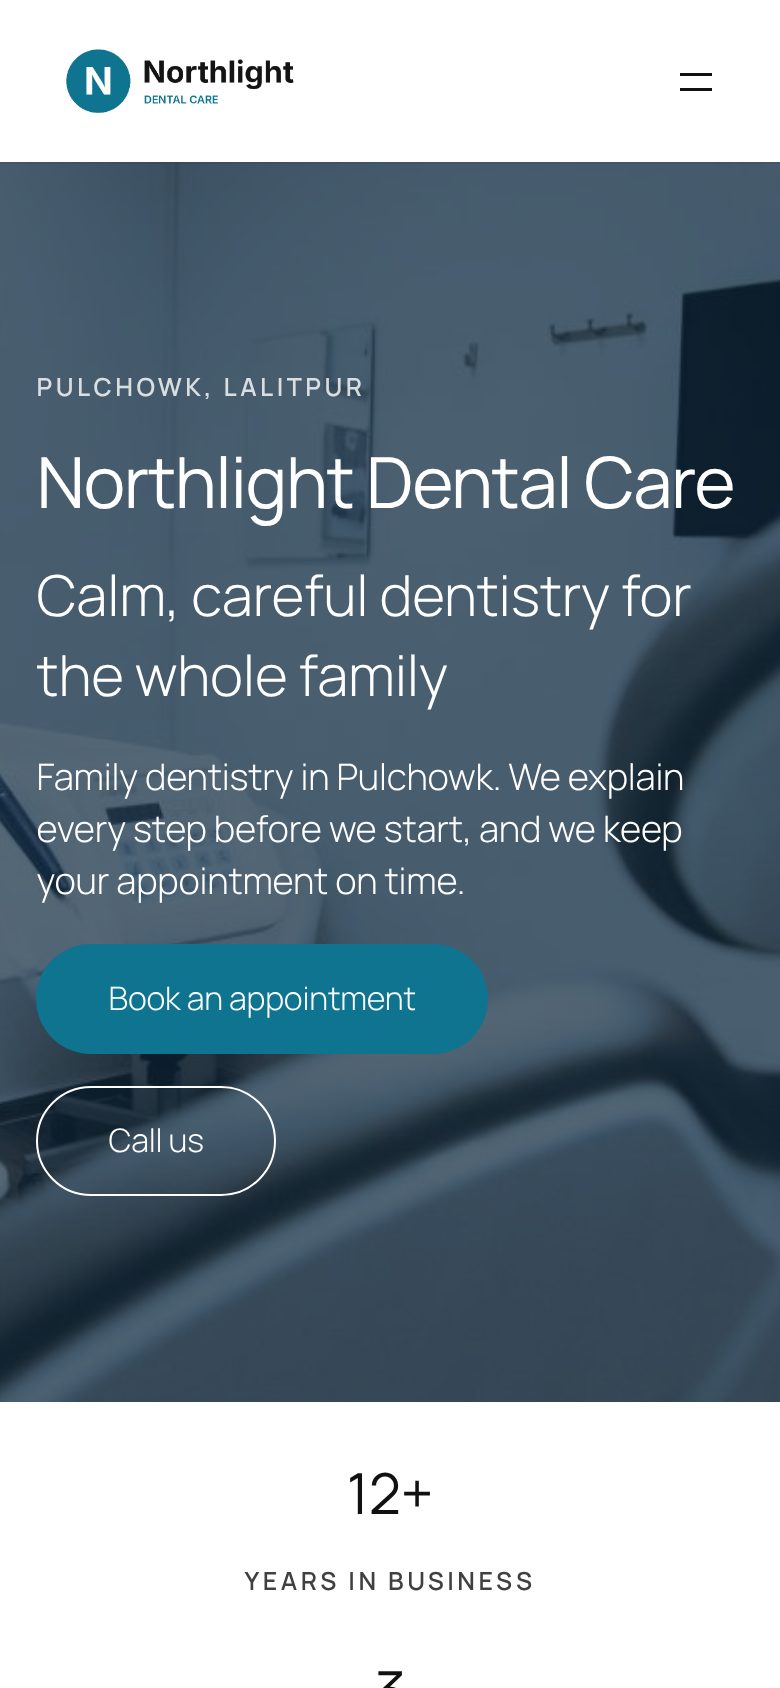 N
Northlight
DENTAL CARE
PULCHOWK, LALITPUR
Northlight Dental Care
Calm, careful dentistry for
the whole family
Family dentistry in Pulchowk. We explain
every step before we start, and we keep
your appointment on time.
Book an appointment
Call us
12+
YEARS IN BUSINESS